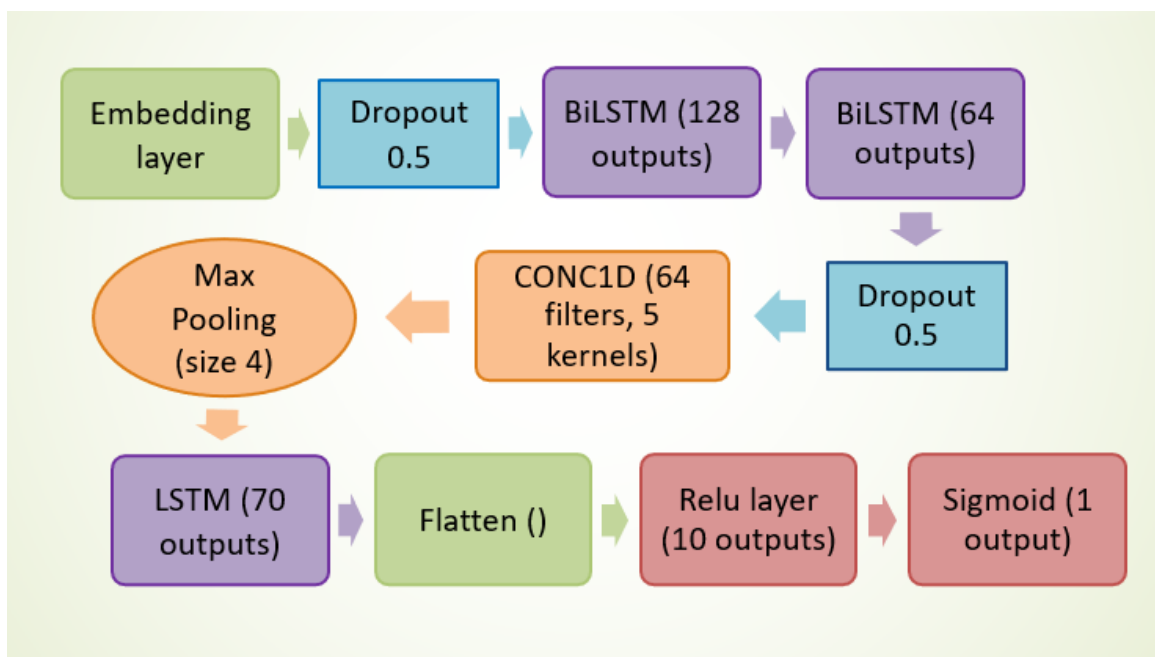 Embedding
layer
Dropout
0.5
BiLSTM (128
outputs)
BiLSTM (64
outputs)
Dropout
0.5
CONC1D (64
filters, 5
kernels)
Max
Pooling
(size 4)
LSTM (70
outputs)
Flatten ()
Relu layer
(10 outputs)
Sigmoid (1
output)